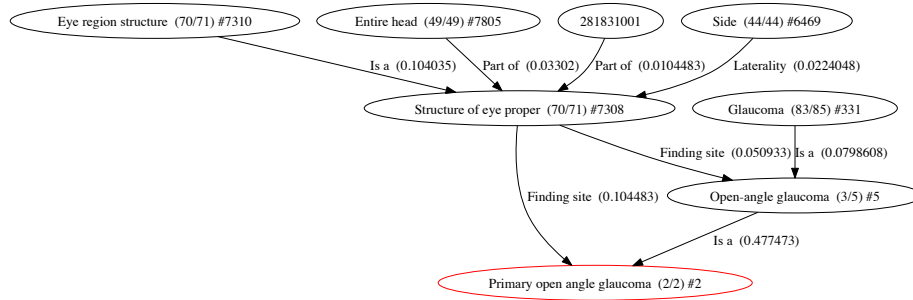 Eye region structure (70/71) #7310
Entire head (49/49) #7805
281831001
Side (44/44) #6469
Is a (0.104035)
Part of (0.03302)
Part of (0.0104483)
Laterality (0.0224048)
Structure of eye proper (70/71) #7308
Glaucoma (83/85) #331
Finding site (0.050933)
Is a (0.0798608)
Finding site (0.104483)
Open-angle glaucoma (3/5) #5
Is a (0.477473)
Primary open angle glaucoma (2/2) #2